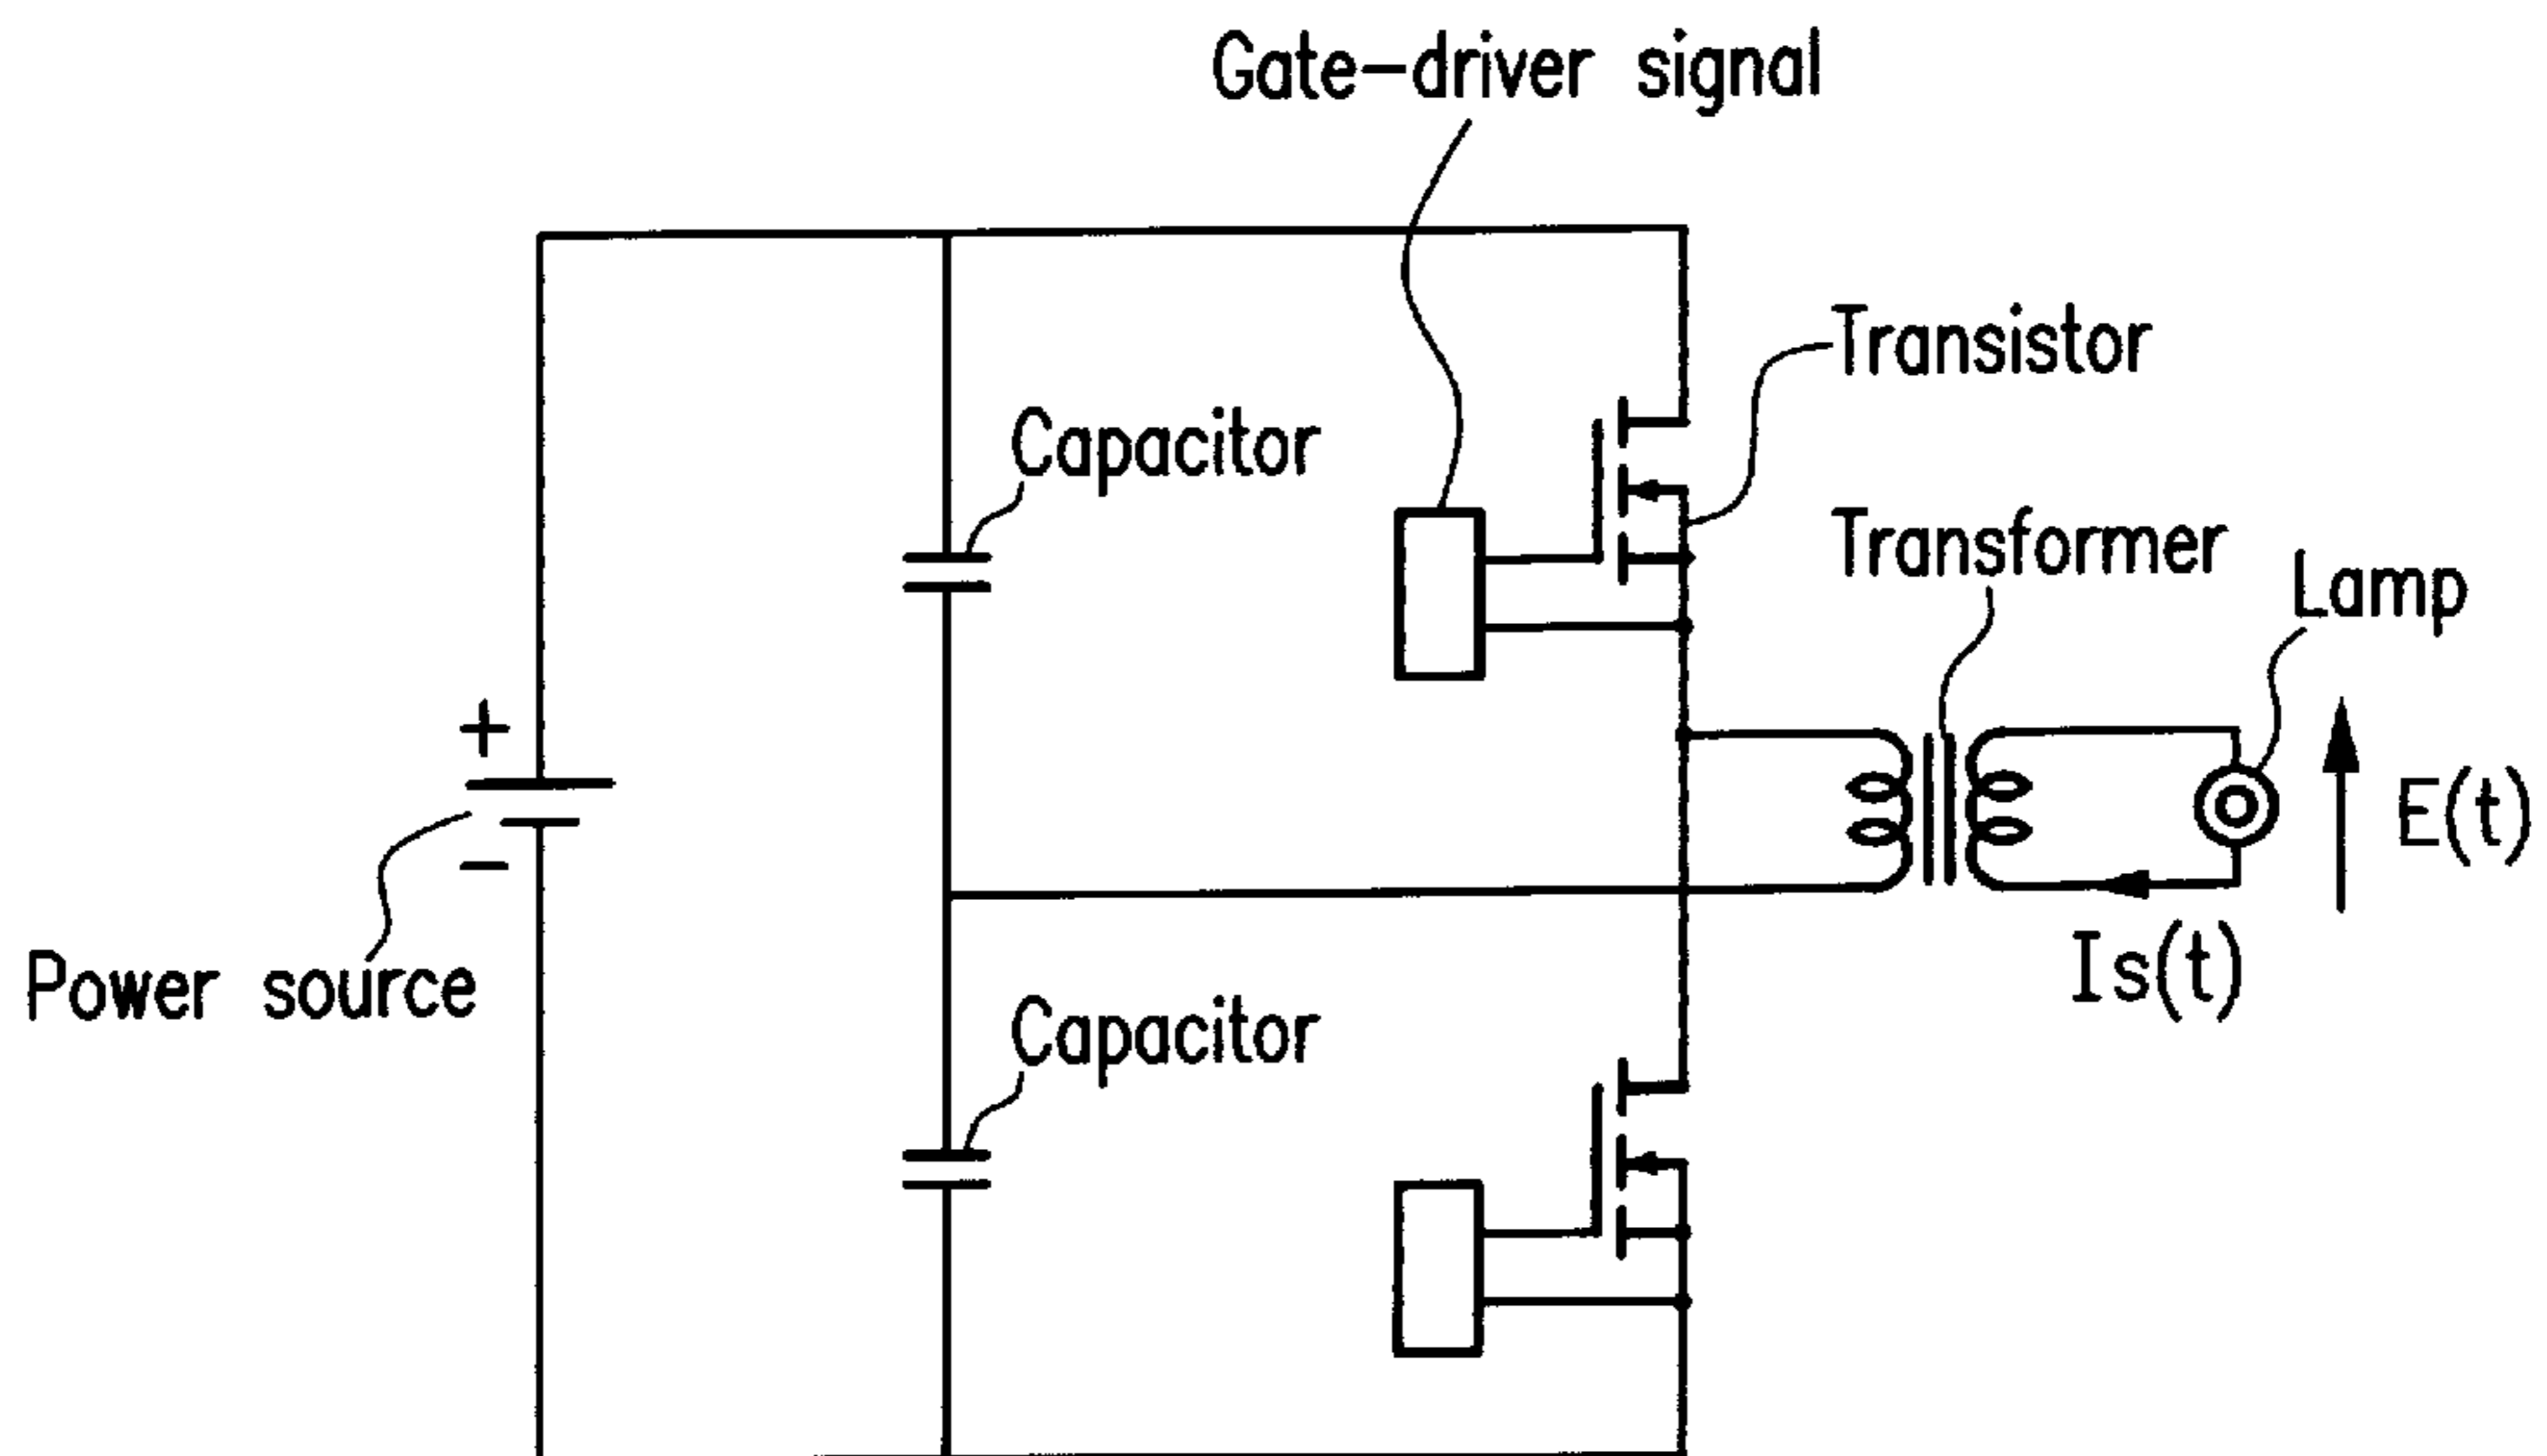 Gate-driver signal
Transistor
Capacitor
Transformer
Lamp
+
−
E(t)
Power source
Is(t)
Capacitor